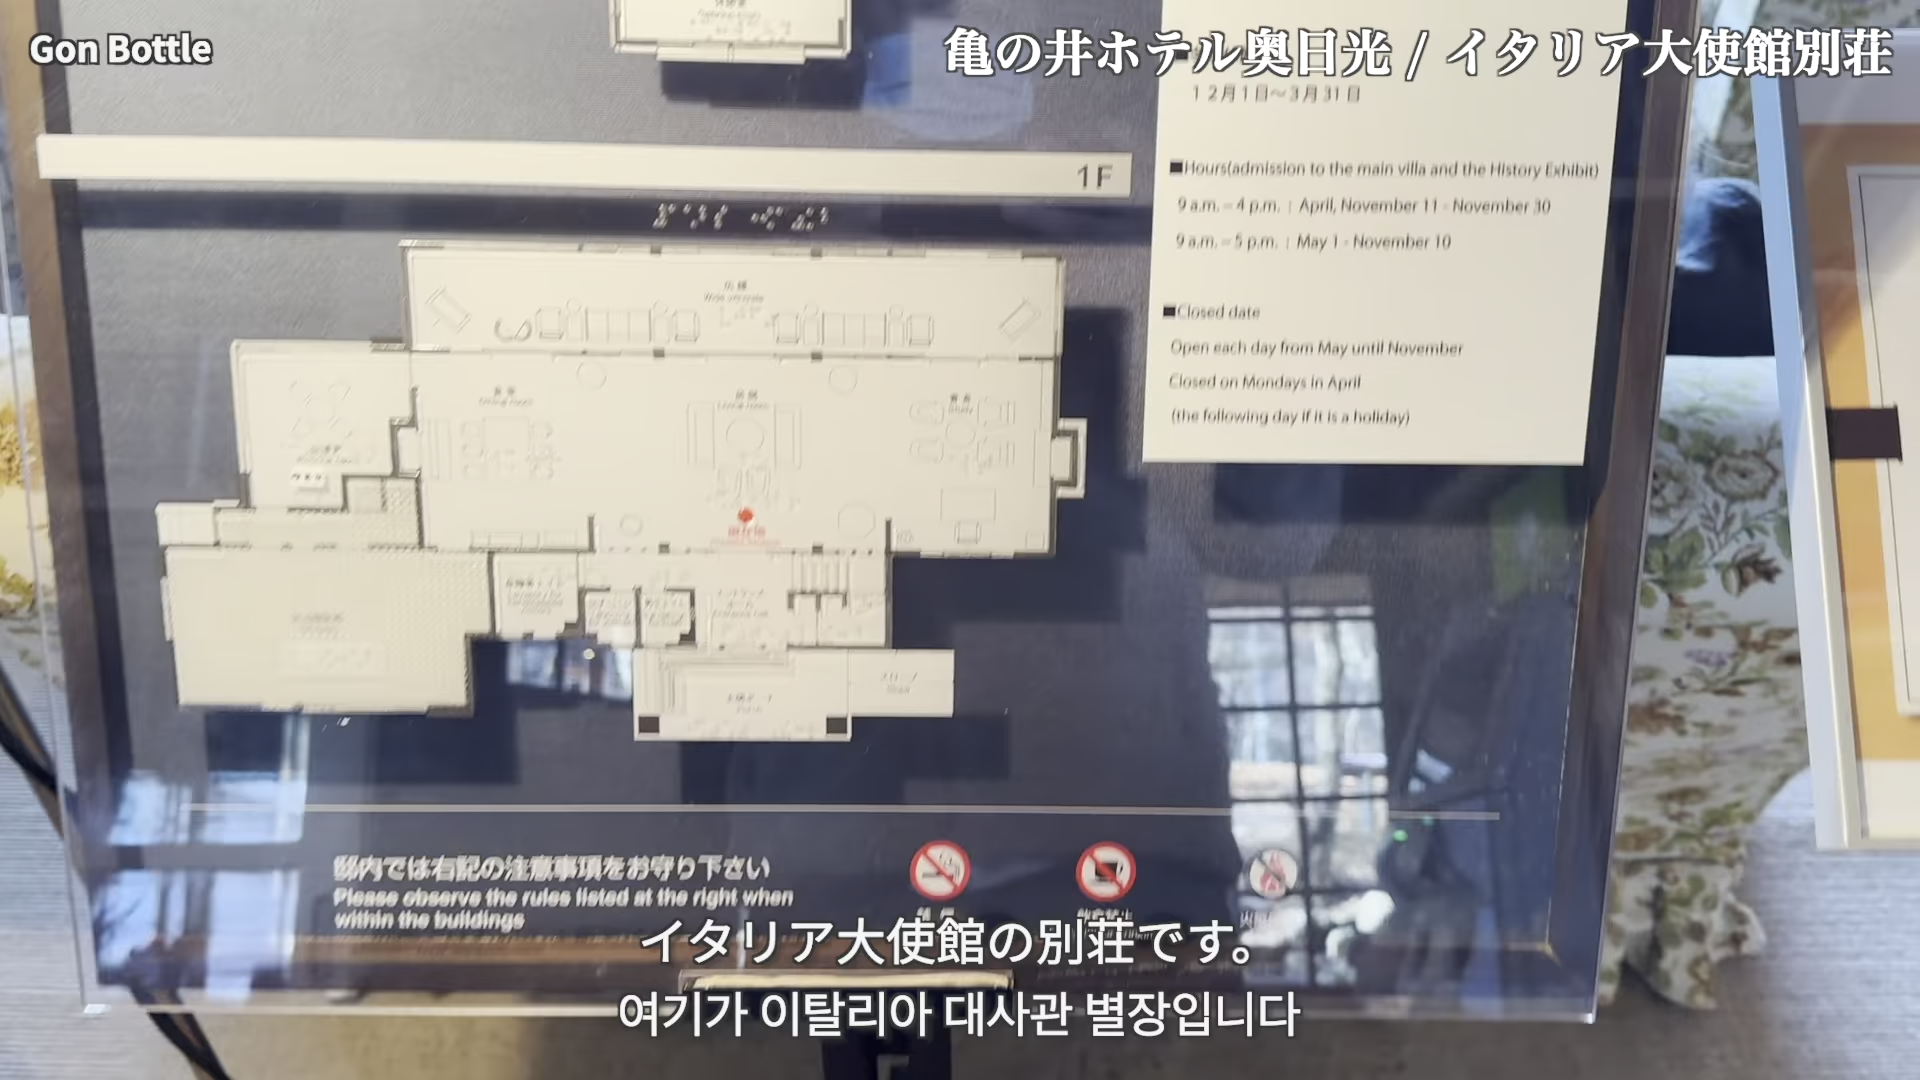 Gon Bottle
亀の井ホテル奥日光 / イタリア大使館別荘
12月1日～3月31日
1F
■Hours(admission to the main villa and the History Exhibit)
9 a.m. – 4 p.m. : April, November 11 - November 30
9 a.m. – 5 p.m. : May 1 - November 10
■Closed date
Open each day from May until November
Closed on Mondays in April
(the following day if it is a holiday)
広縁
書斎
Study
邸内では右記の注意事項をお守り下さい
Please observe the rules listed at the right when
within the buildings
イタリア大使館の別荘です。
여기가 이탈리아 대사관 별장입니다